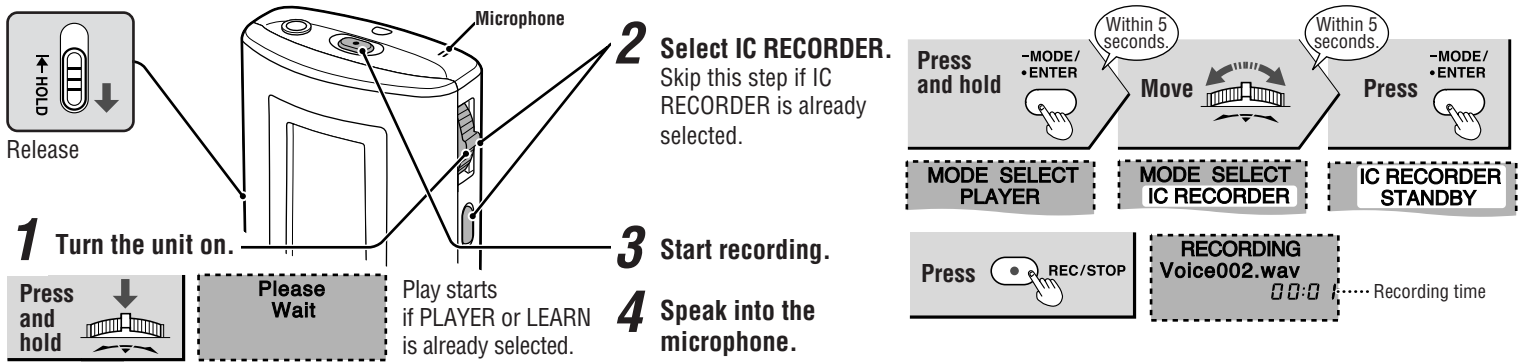 HOLD
Release
Microphone
1 Turn the unit on.
Press
and
hold
Please
Wait
Play starts
if PLAYER or LEARN
is already selected.
2 Select IC RECORDER.
Skip this step if IC
RECORDER is already
selected.
Press
and hold
-MODE/
•ENTER
Within 5
seconds.
Move
Within 5
seconds.
Press
-MODE/
•ENTER
MODE SELECT
PLAYER
MODE SELECT
IC RECORDER
IC RECORDER
STANDBY
3 Start recording.
Press
REC/STOP
RECORDING
Voice002.wav
00:01
Recording time
4 Speak into the
microphone.